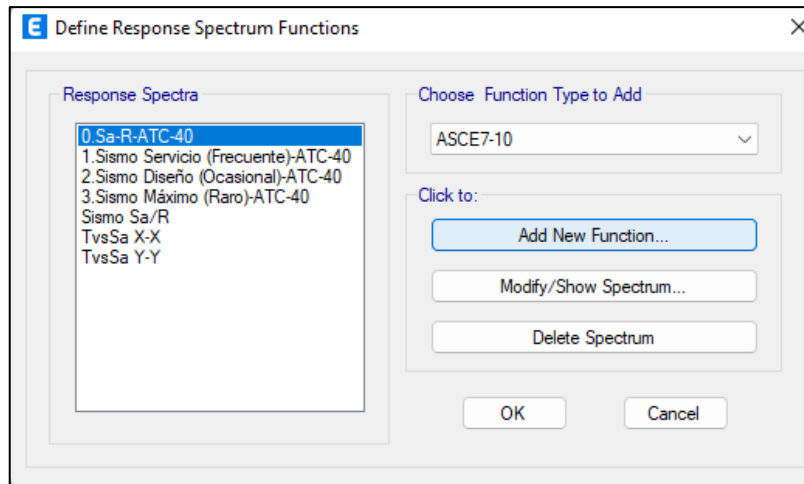 E Define Response Spectrum Functions
Response Spectra
0.Sa-R-ATC-40
1.Sismo Servicio (Frecuente)-ATC-40
2.Sismo Diseño (Ocasional)-ATC-40
3.Sismo Máximo (Raro)-ATC-40
Sismo Sa/R
TvsSa X-X
TvsSa Y-Y
Choose Function Type to Add
ASCE7-10
Click to:
Add New Function...
Modify/Show Spectrum...
Delete Spectrum
OK
Cancel